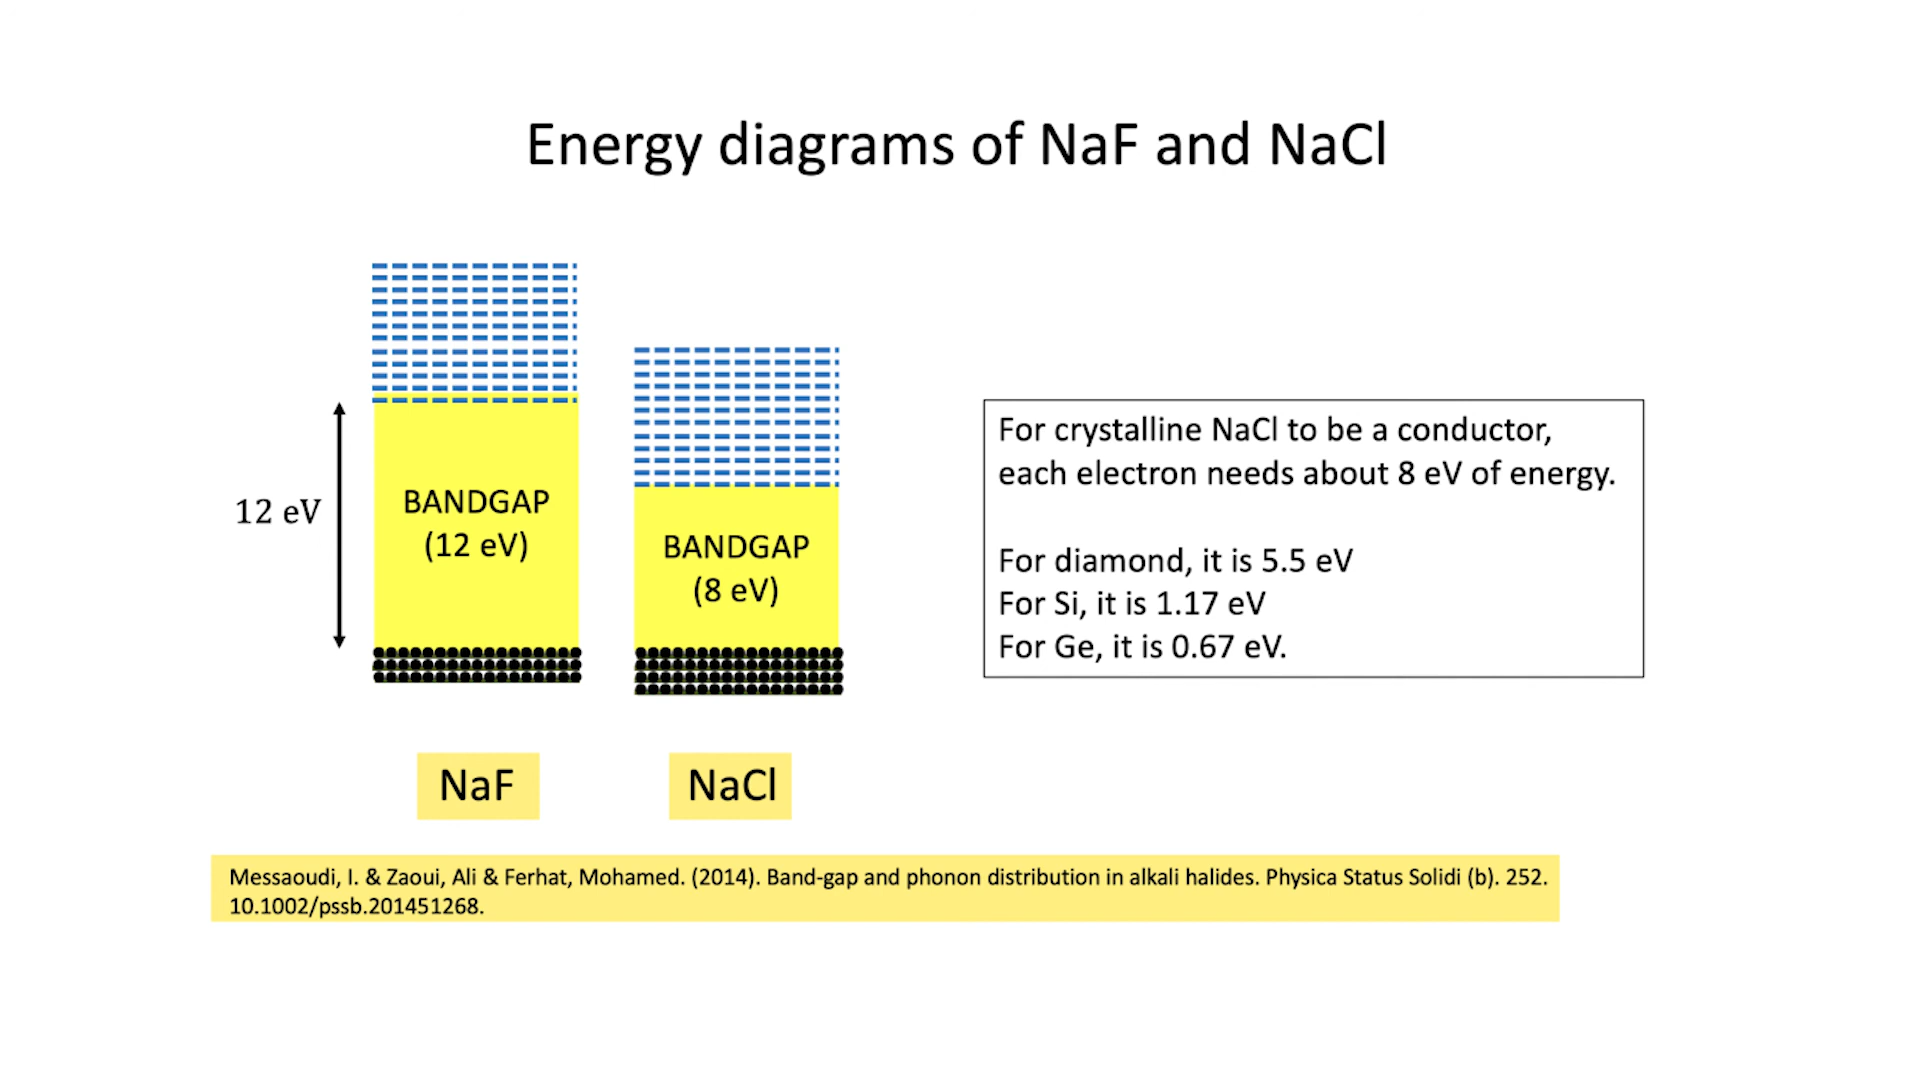 Energy diagrams of NaF and NaCl
12 eV
BANDGAP
(12 eV)
BANDGAP
(8 eV)
For crystalline NaCl to be a conductor,
each electron needs about 8 eV of energy.
For diamond, it is 5.5 eV
For Si, it is 1.17 eV
For Ge, it is 0.67 eV.
NaF
NaCl
Messaoudi, I. & Zaoui, Ali & Ferhat, Mohamed. (2014). Band-gap and phonon distribution in alkali halides. Physica Status Solidi (b). 252.
10.1002/pssb.201451268.